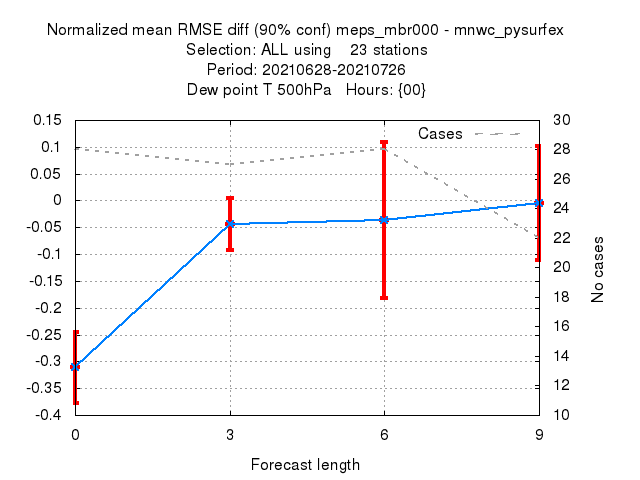 Normalized mean RMSE diff (90% conf) meps_mbr000 - mnwc_pysurfex
Selection: ALL using    23 stations
Period: 20210628-20210726
Dew point T 500hPa   Hours: {00}
Cases
0.15
0.1
0.05
0
-0.05
-0.1
-0.15
-0.2
-0.25
-0.3
-0.35
-0.4
30
28
26
24
22
20
18
16
14
12
10
No cases
0 3 6 9
Forecast length